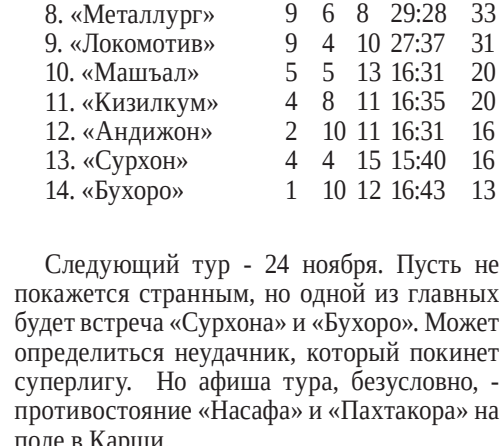 8. «Металлург» 9 6 8 29:28 33
9. «Локомотив» 9 4 10 27:37 31
10. «Машъал» 5 5 13 16:31 20
11. «Кизилкум» 4 8 11 16:35 20
12. «Андижон» 2 10 11 16:31 16
13. «Сурхон» 4 4 15 15:40 16
14. «Бухоро» 1 10 12 16:43 13
Следующий тур - 24 ноября. Пусть не
покажется странным, но одной из главных
будет встреча «Сурхона» и «Бухоро». Может
определиться неудачник, который покинет
суперлигу. Но афиша тура, безусловно, -
противостояние «Насафа» и «Пахтакора» на
поле в Карши